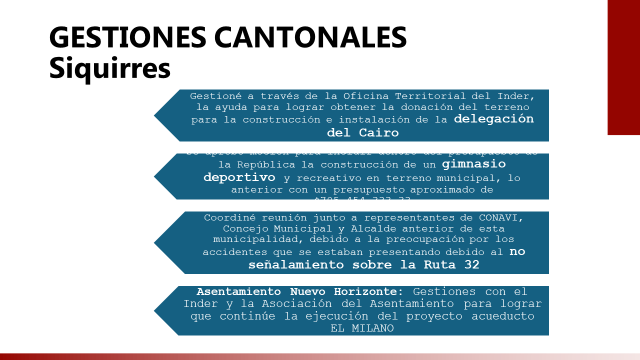 GESTIONES CANTONALES
Siquirres
Gestioné a través de la Oficina Territorial del Inder,
la ayuda para lograr obtener la donación del terreno
para la construcción e instalación de la delegación
del Cairo
la República la construcción de un gimnasio
deportivo y recreativo en terreno municipal, lo
anterior con un presupuesto aproximado de
Coordiné reunión junto a representantes de CONAVI,
Concejo Municipal y Alcalde anterior de esta
municipalidad, debido a la preocupación por los
accidentes que se estaban presentando debido al no
señalamiento sobre la Ruta 32
Asentamiento Nuevo Horizonte: Gestiones con el
Inder y la Asociación del Asentamiento para lograr
que continúe la ejecución del proyecto acueducto
EL MILANO